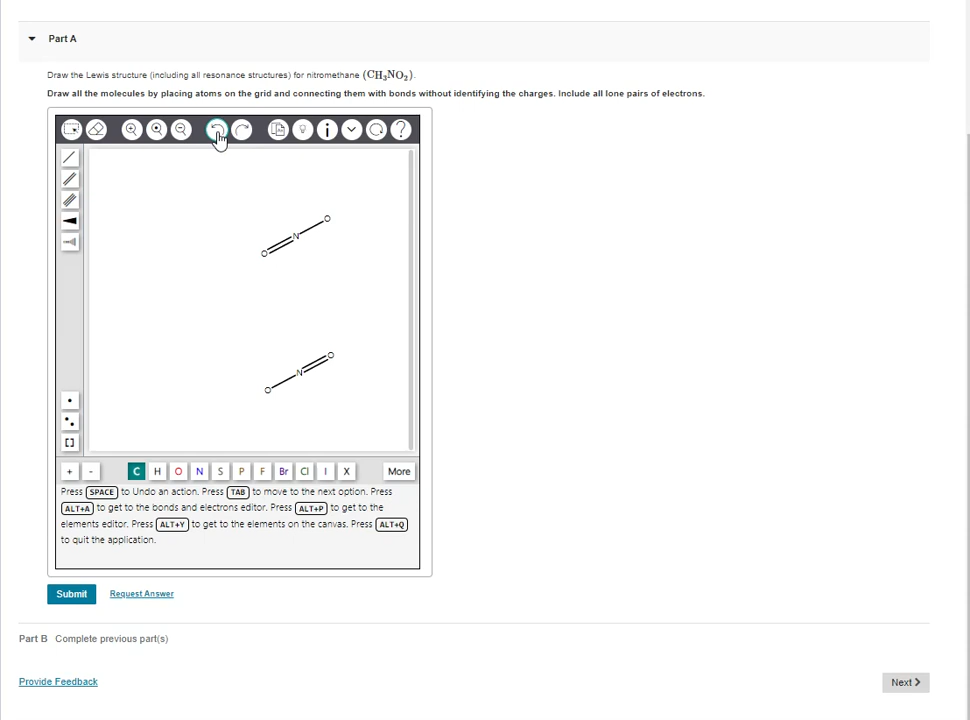 Part A
Draw the Lewis structure (including all resonance structures) for nitromethane (CH₃NO₂).
Draw all the molecules by placing atoms on the grid and connecting them with bonds without identifying the charges. Include all lone pairs of electrons.
i ?
O
N
O
O
N
O
[ ]
+ - C H O N S P F Br Cl I X More
Press SPACE to Undo an action. Press TAB to move to the next option. Press
ALT+A to get to the bonds and electrons editor. Press ALT+P to get to the
elements editor. Press ALT+Y to get to the elements on the canvas. Press ALT+Q
to quit the application.
Submit Request Answer
Part B Complete previous part(s)
Provide Feedback Next >